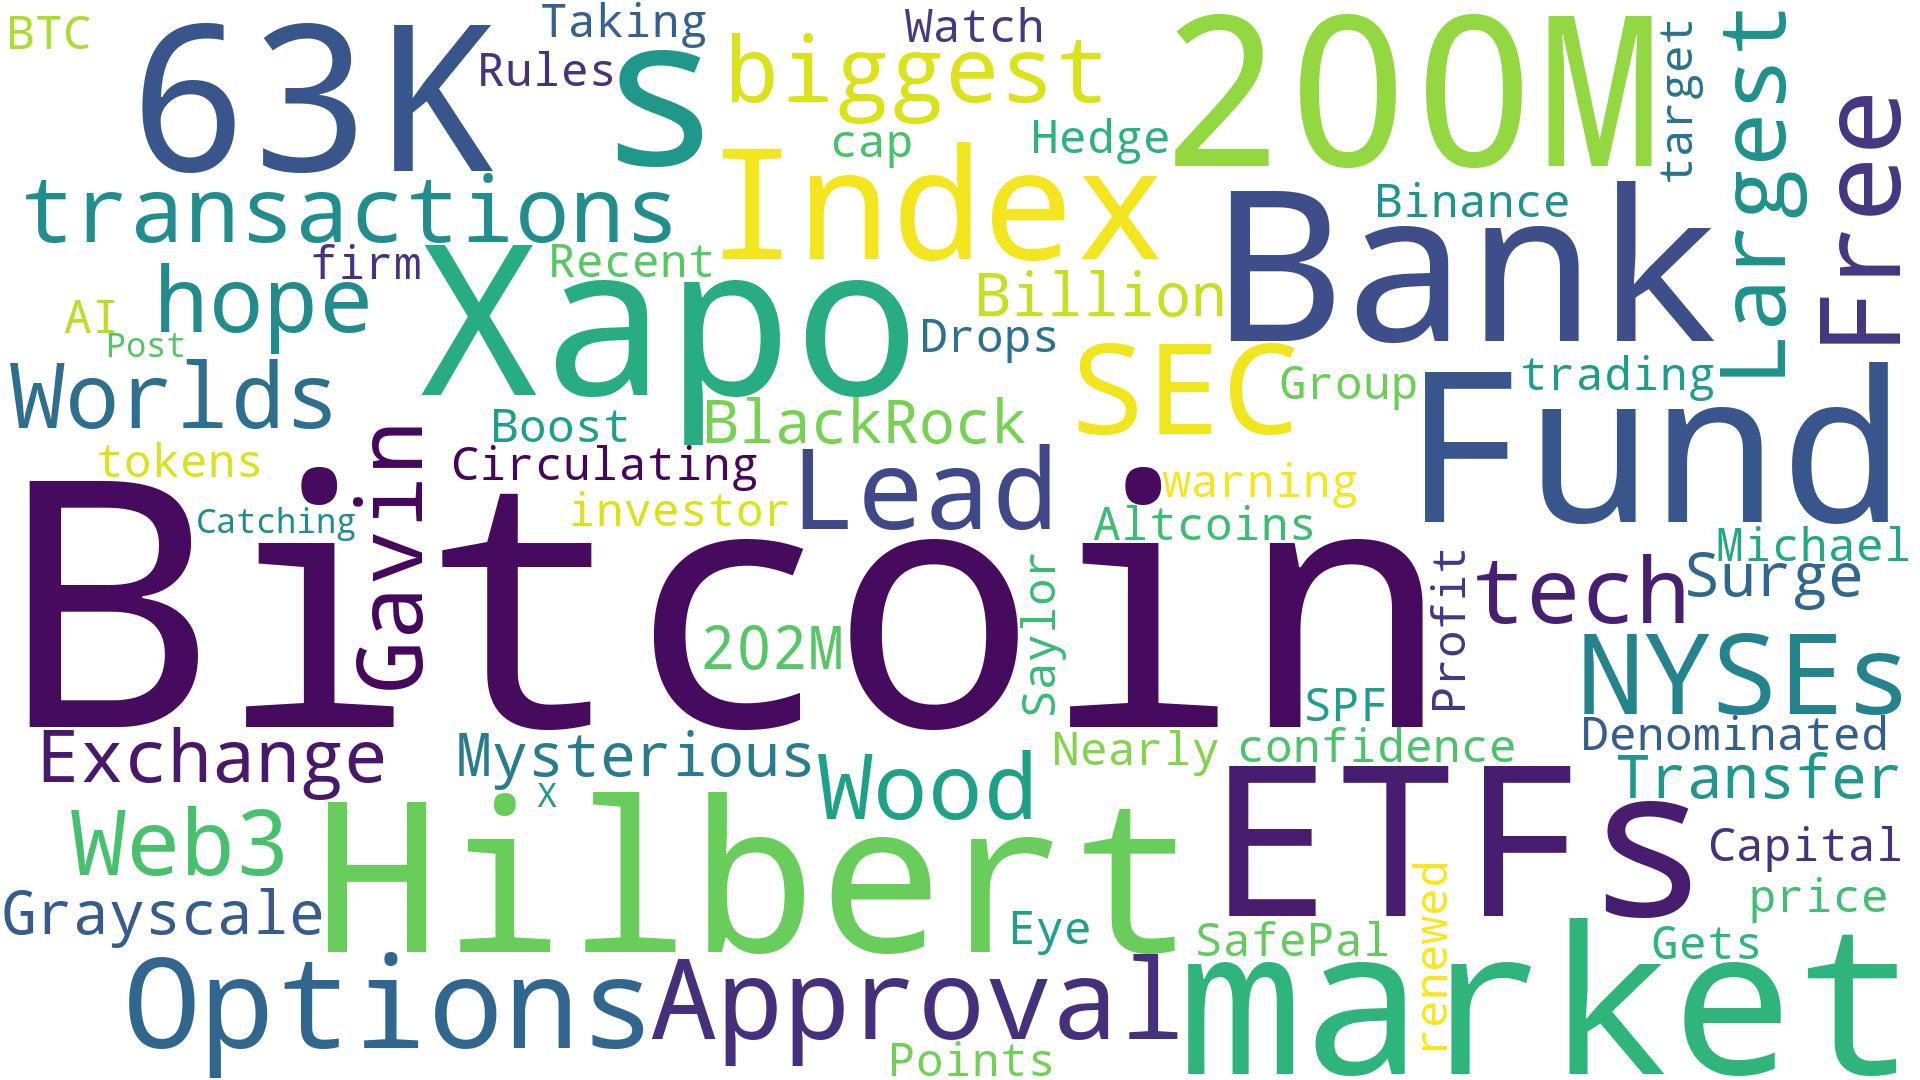 BTC
63K
Taking
Rules
s
biggest
Watch
200M
target
Largest
Free
cap
Hedge
transactions
Index
Bank
Binance
firm
Recent
hope
Xapo
Billion
AI
Post
Drops
SEC
Group
trading
Worlds
Boost
BlackRock
Fund
tokens
Gavin
Circulating
Lead
warning
Catching
investor
Altcoins
Michael
Bitcoin
Saylor
Profit
tech
Surge
202M
SPF
NYSEs
Exchange
Mysterious
Wood
Nearly
confidence
Denominated
Transfer
X
Web3
Hilbert
ETFs
Capital
Grayscale
Eye
SafePal
renewed
price
Gets
Options
Approval
market
Points